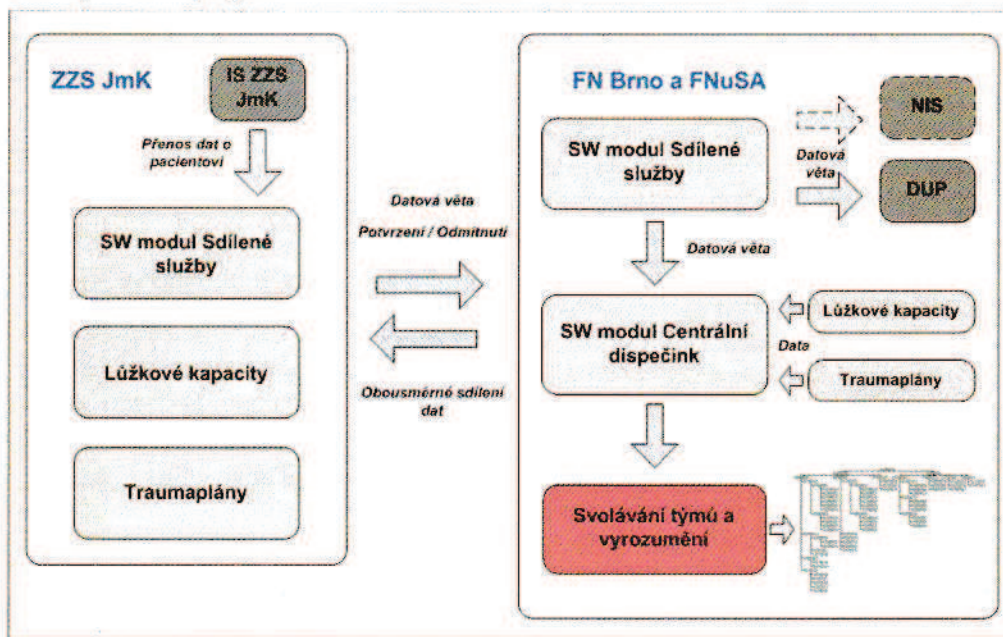 ZZS JmK
IS ZZS
JmK
Přenos dat o
pacientovi
SW modul Sdílené
služby
Lůžkové kapacity
Traumaplány
Datová věta
Potvrzení / Odmítnutí
Obousměrné sdílení
dat
FN Brno a FNuSA
SW modul Sdílené
služby
NIS
Datová
věta
DUP
Datová věta
SW modul Centrální
dispečink
Lůžkové kapacity
Data
Traumaplány
Svolávání týmů a
vyrozumění